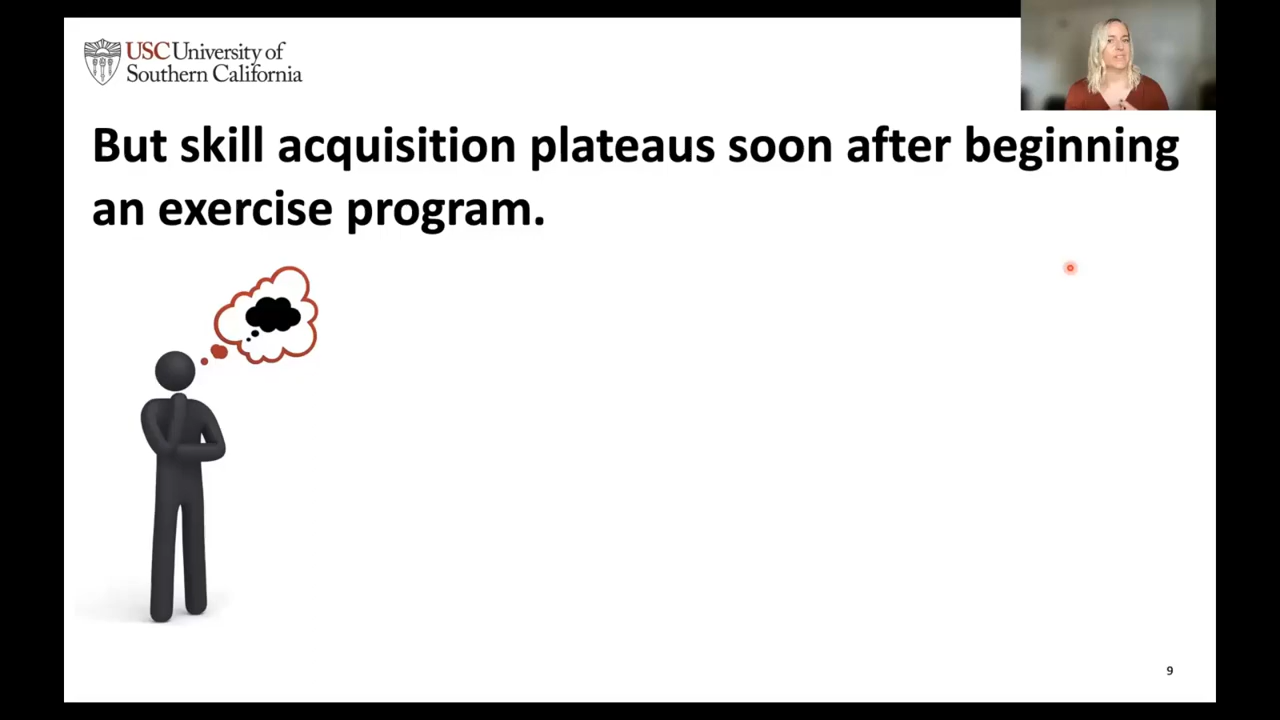 USC University of
Southern California
But skill acquisition plateaus soon after beginning
an exercise program.
9